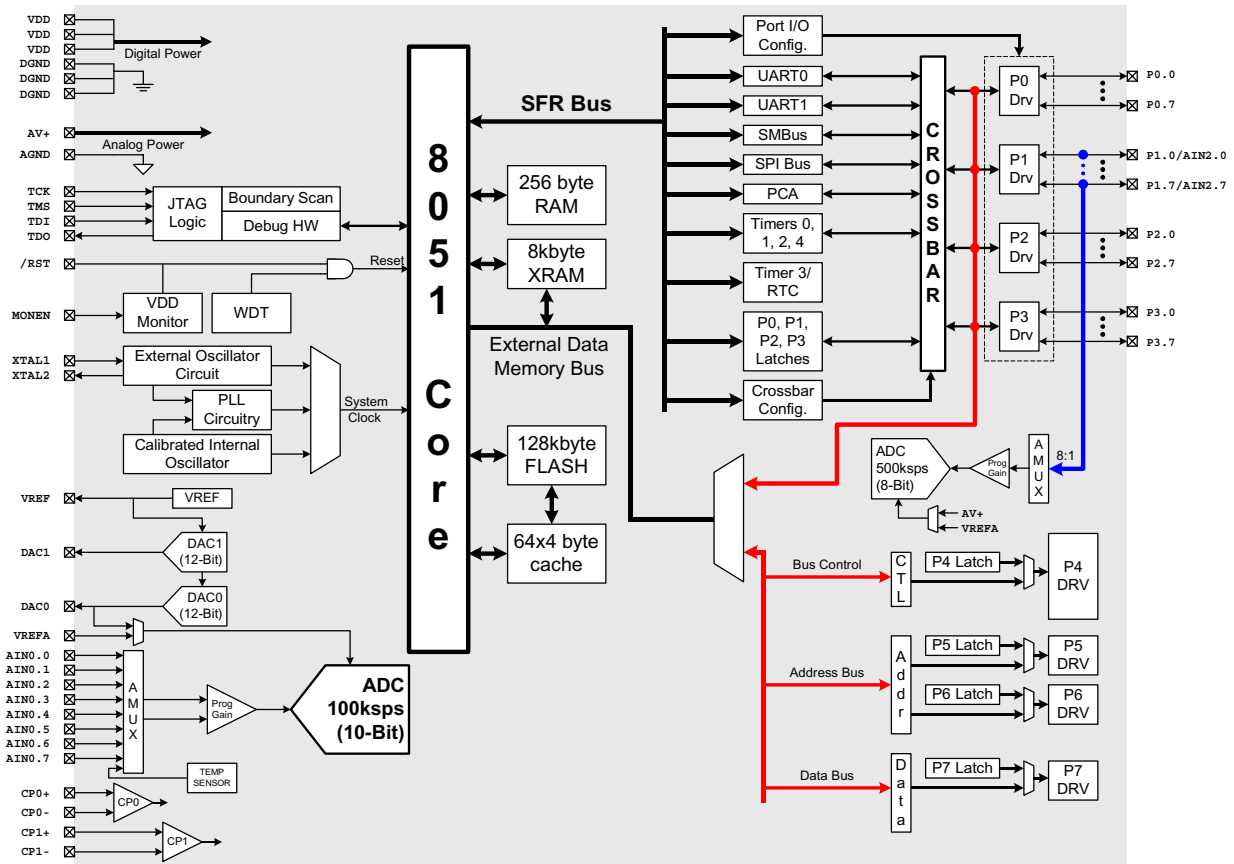 VDD
VDD
VDD
Digital Power
DGND
DGND
DGND
AV+
Analog Power
AGND
TCK
TMS
TDI
TDO
JTAG
Logic
Boundary Scan
Debug HW
/RST
Reset
MONEN
VDD
Monitor
WDT
XTAL1
XTAL2
External Oscillator
Circuit
PLL
Circuitry
Calibrated Internal
Oscillator
System
Clock
VREF
VREF
DAC1
DAC1
(12-Bit)
DAC0
DAC0
(12-Bit)
VREFA
AIN0.0
AIN0.1
AIN0.2
AIN0.3
AIN0.4
AIN0.5
AIN0.6
AIN0.7
AMUX
Prog
Gain
ADC
100ksps
(10-Bit)
TEMP
SENSOR
CP0+
CP0-
CP0
CP1+
CP1-
CP1
8051 Core
SFR Bus
256 byte
RAM
8kbyte
XRAM
External Data
Memory Bus
128kbyte
FLASH
64x4 byte
cache
Port I/O
Config.
UART0
UART1
SMBus
SPI Bus
PCA
Timers 0,
1, 2, 4
Timer 3/
RTC
P0, P1,
P2, P3
Latches
Crossbar
Config.
CROSSBAR
P0
Drv
P1
Drv
P2
Drv
P3
Drv
P0.0
P0.7
P1.0/AIN2.0
P1.7/AIN2.7
P2.0
P2.7
P3.0
P3.7
ADC
500ksps
(8-Bit)
Prog
Gain
AMUX
8:1
AV+
VREFA
Bus Control
CTL
P4 Latch
P4
DRV
Address Bus
Addr
P5 Latch
P5
DRV
P6 Latch
P6
DRV
Data Bus
Data
P7 Latch
P7
DRV